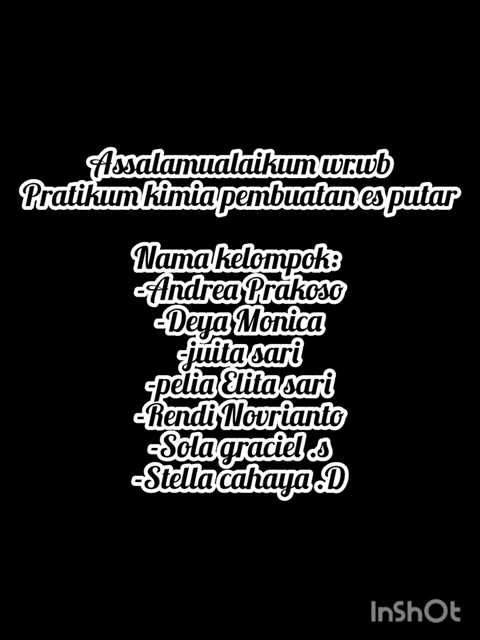 Assalamualaikum wr.wb
Pratikum kimia pembuatan es putar
Nama kelompok:
-Andrea Prakoso
-Deya Monica
-juita sari
-pelia Elita sari
-Rendi Novrianto
-Sola graciel .s
-Stella cahaya .D
InShOt